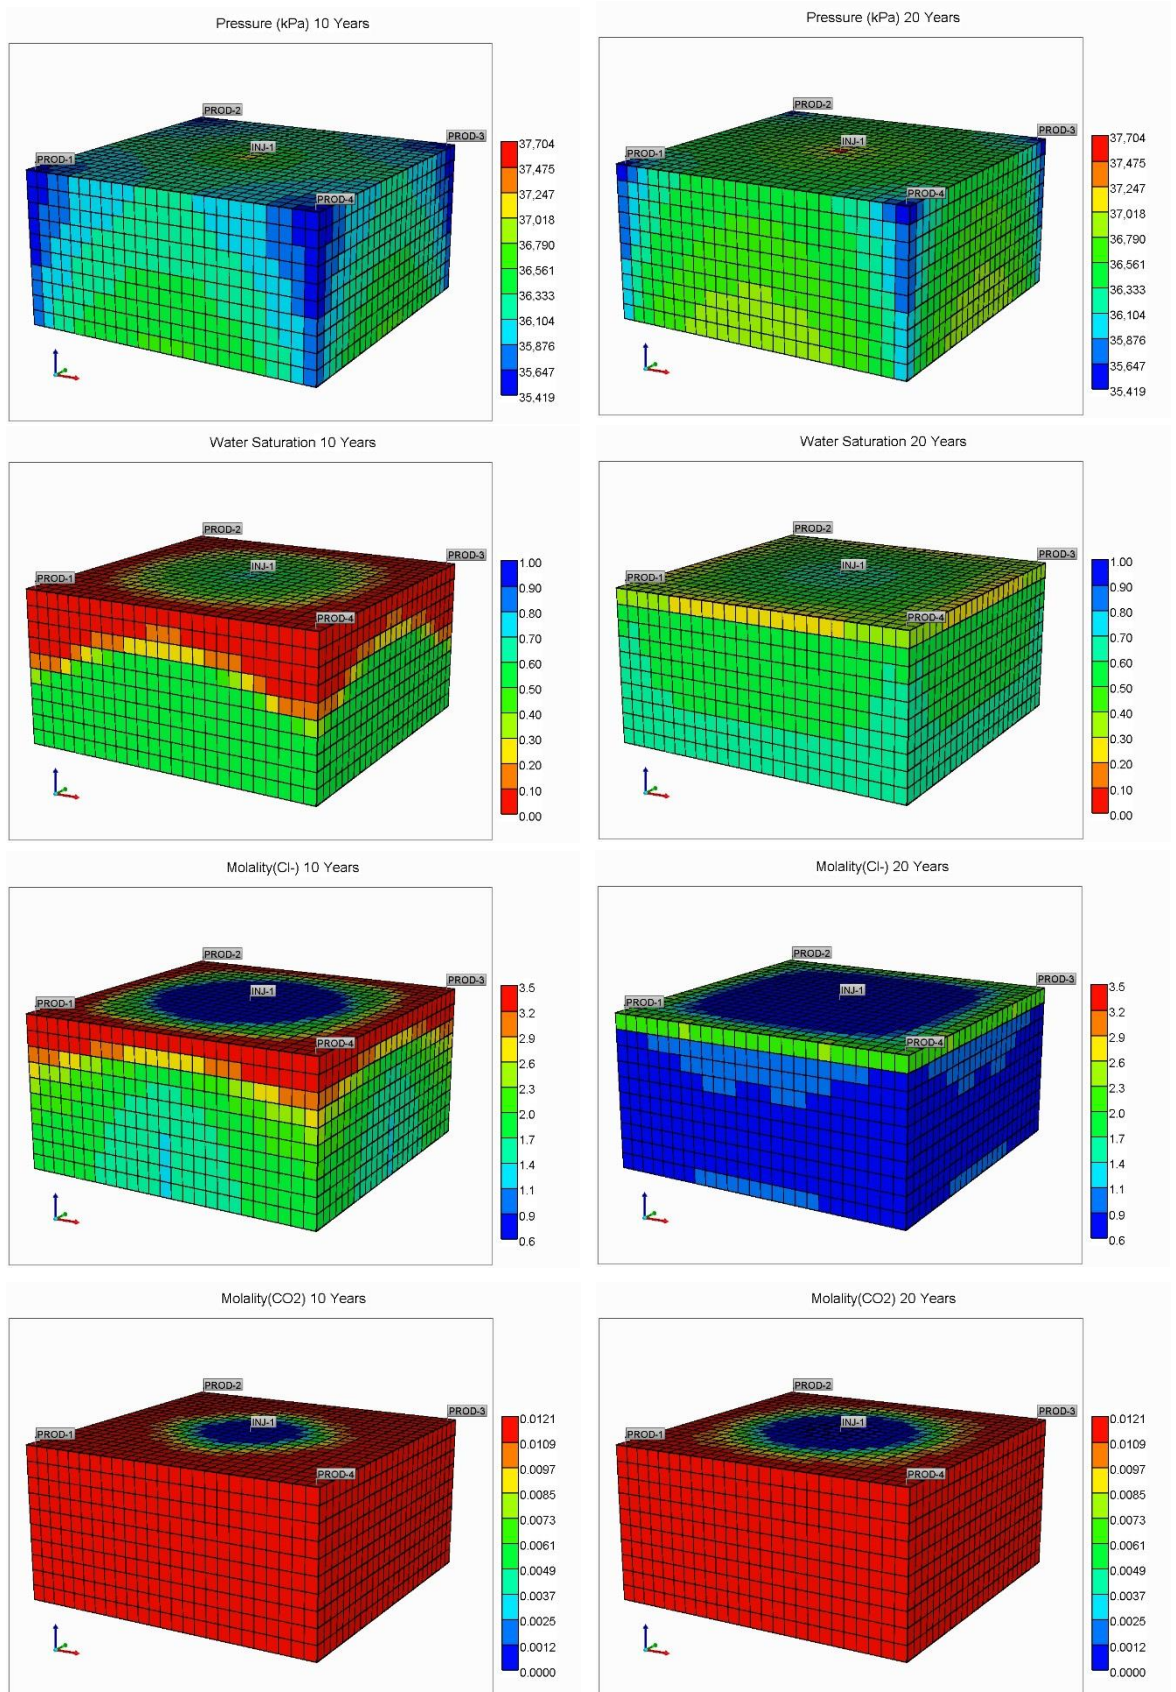 Pressure (kPa) 10 Years
PROD-2
PROD-3
INJ-1
PROD-1
PROD-4
37,704
37,475
37,247
37,018
36,790
36,561
36,333
36,104
35,876
35,647
35,419
Pressure (kPa) 20 Years
PROD-2
PROD-3
INJ-1
PROD-1
PROD-4
37,704
37,475
37,247
37,018
36,790
36,561
36,333
36,104
35,876
35,647
35,419
Water Saturation 10 Years
PROD-2
PROD-3
INJ-1
PROD-1
PROD-4
1.00
0.90
0.80
0.70
0.60
0.50
0.40
0.30
0.20
0.10
0.00
Water Saturation 20 Years
PROD-2
PROD-3
INJ-1
PROD-1
PROD-4
1.00
0.90
0.80
0.70
0.60
0.50
0.40
0.30
0.20
0.10
0.00
Molality(Cl-) 10 Years
PROD-2
PROD-3
INJ-1
PROD-1
PROD-4
3.5
3.2
2.9
2.6
2.3
2.0
1.7
1.4
1.1
0.9
0.6
Molality(Cl-) 20 Years
PROD-2
PROD-3
INJ-1
PROD-1
PROD-4
3.5
3.2
2.9
2.6
2.3
2.0
1.7
1.4
1.1
0.9
0.6
Molality(CO2) 10 Years
PROD-2
PROD-3
INJ-1
PROD-1
PROD-4
0.0121
0.0109
0.0097
0.0085
0.0073
0.0061
0.0049
0.0037
0.0025
0.0012
0.0000
Molality(CO2) 20 Years
PROD-2
PROD-3
INJ-1
PROD-1
PROD-4
0.0121
0.0109
0.0097
0.0085
0.0073
0.0061
0.0049
0.0037
0.0025
0.0012
0.0000